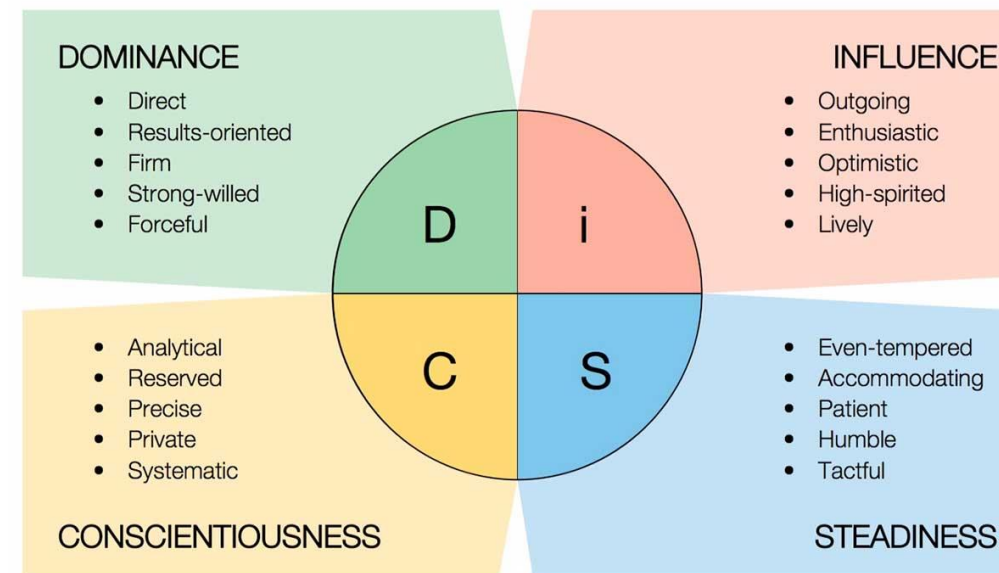 DOMINANCE
• Direct
• Results-oriented
• Firm
• Strong-willed
• Forceful
INFLUENCE
• Outgoing
• Enthusiastic
• Optimistic
• High-spirited
• Lively
D
i
C
S
• Analytical
• Reserved
• Precise
• Private
• Systematic
CONSCIENTIOUSNESS
• Even-tempered
• Accommodating
• Patient
• Humble
• Tactful
STEADINESS